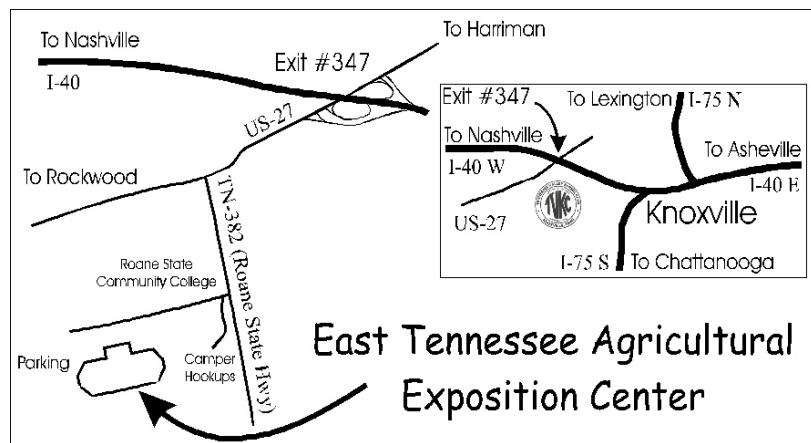 To Nashville
I-40
Exit #347
To Harriman
US-27
To Rockwood
TN-382 (Roane State Hwy)
Roane State
Community College
Parking
Camper
Hookups
Exit #347
To Lexington
I-75 N
To Nashville
I-40 W
To Asheville
I-40 E
US-27
TVKC
Knoxville
I-75 S
To Chattanooga
East Tennessee Agricultural
Exposition Center